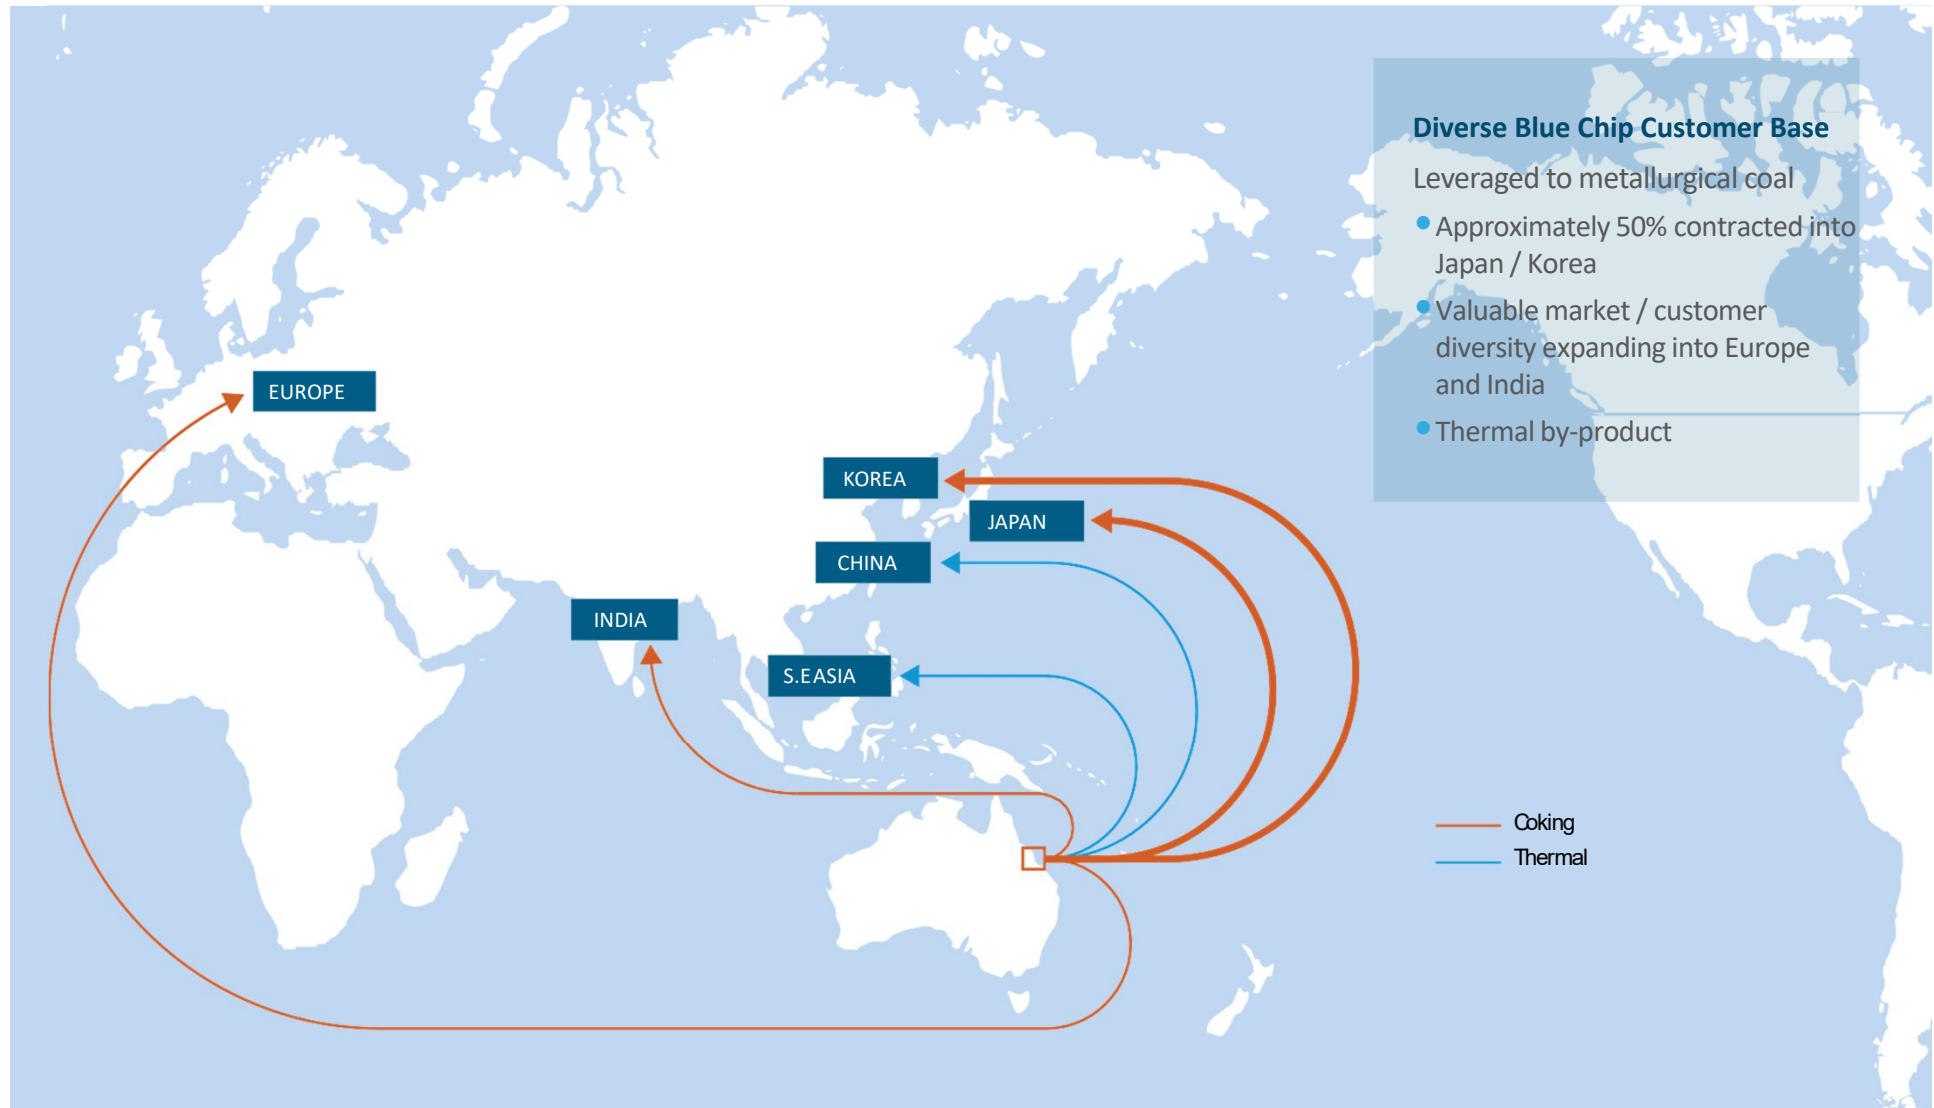 Diverse Blue Chip Customer Base
Leveraged to metallurgical coal
• Approximately 50% contracted into
Japan / Korea
• Valuable market / customer
diversity expanding into Europe
and India
• Thermal by-product
EUROPE
KOREA
JAPAN
CHINA
INDIA
S.E ASIA
Coking
Thermal